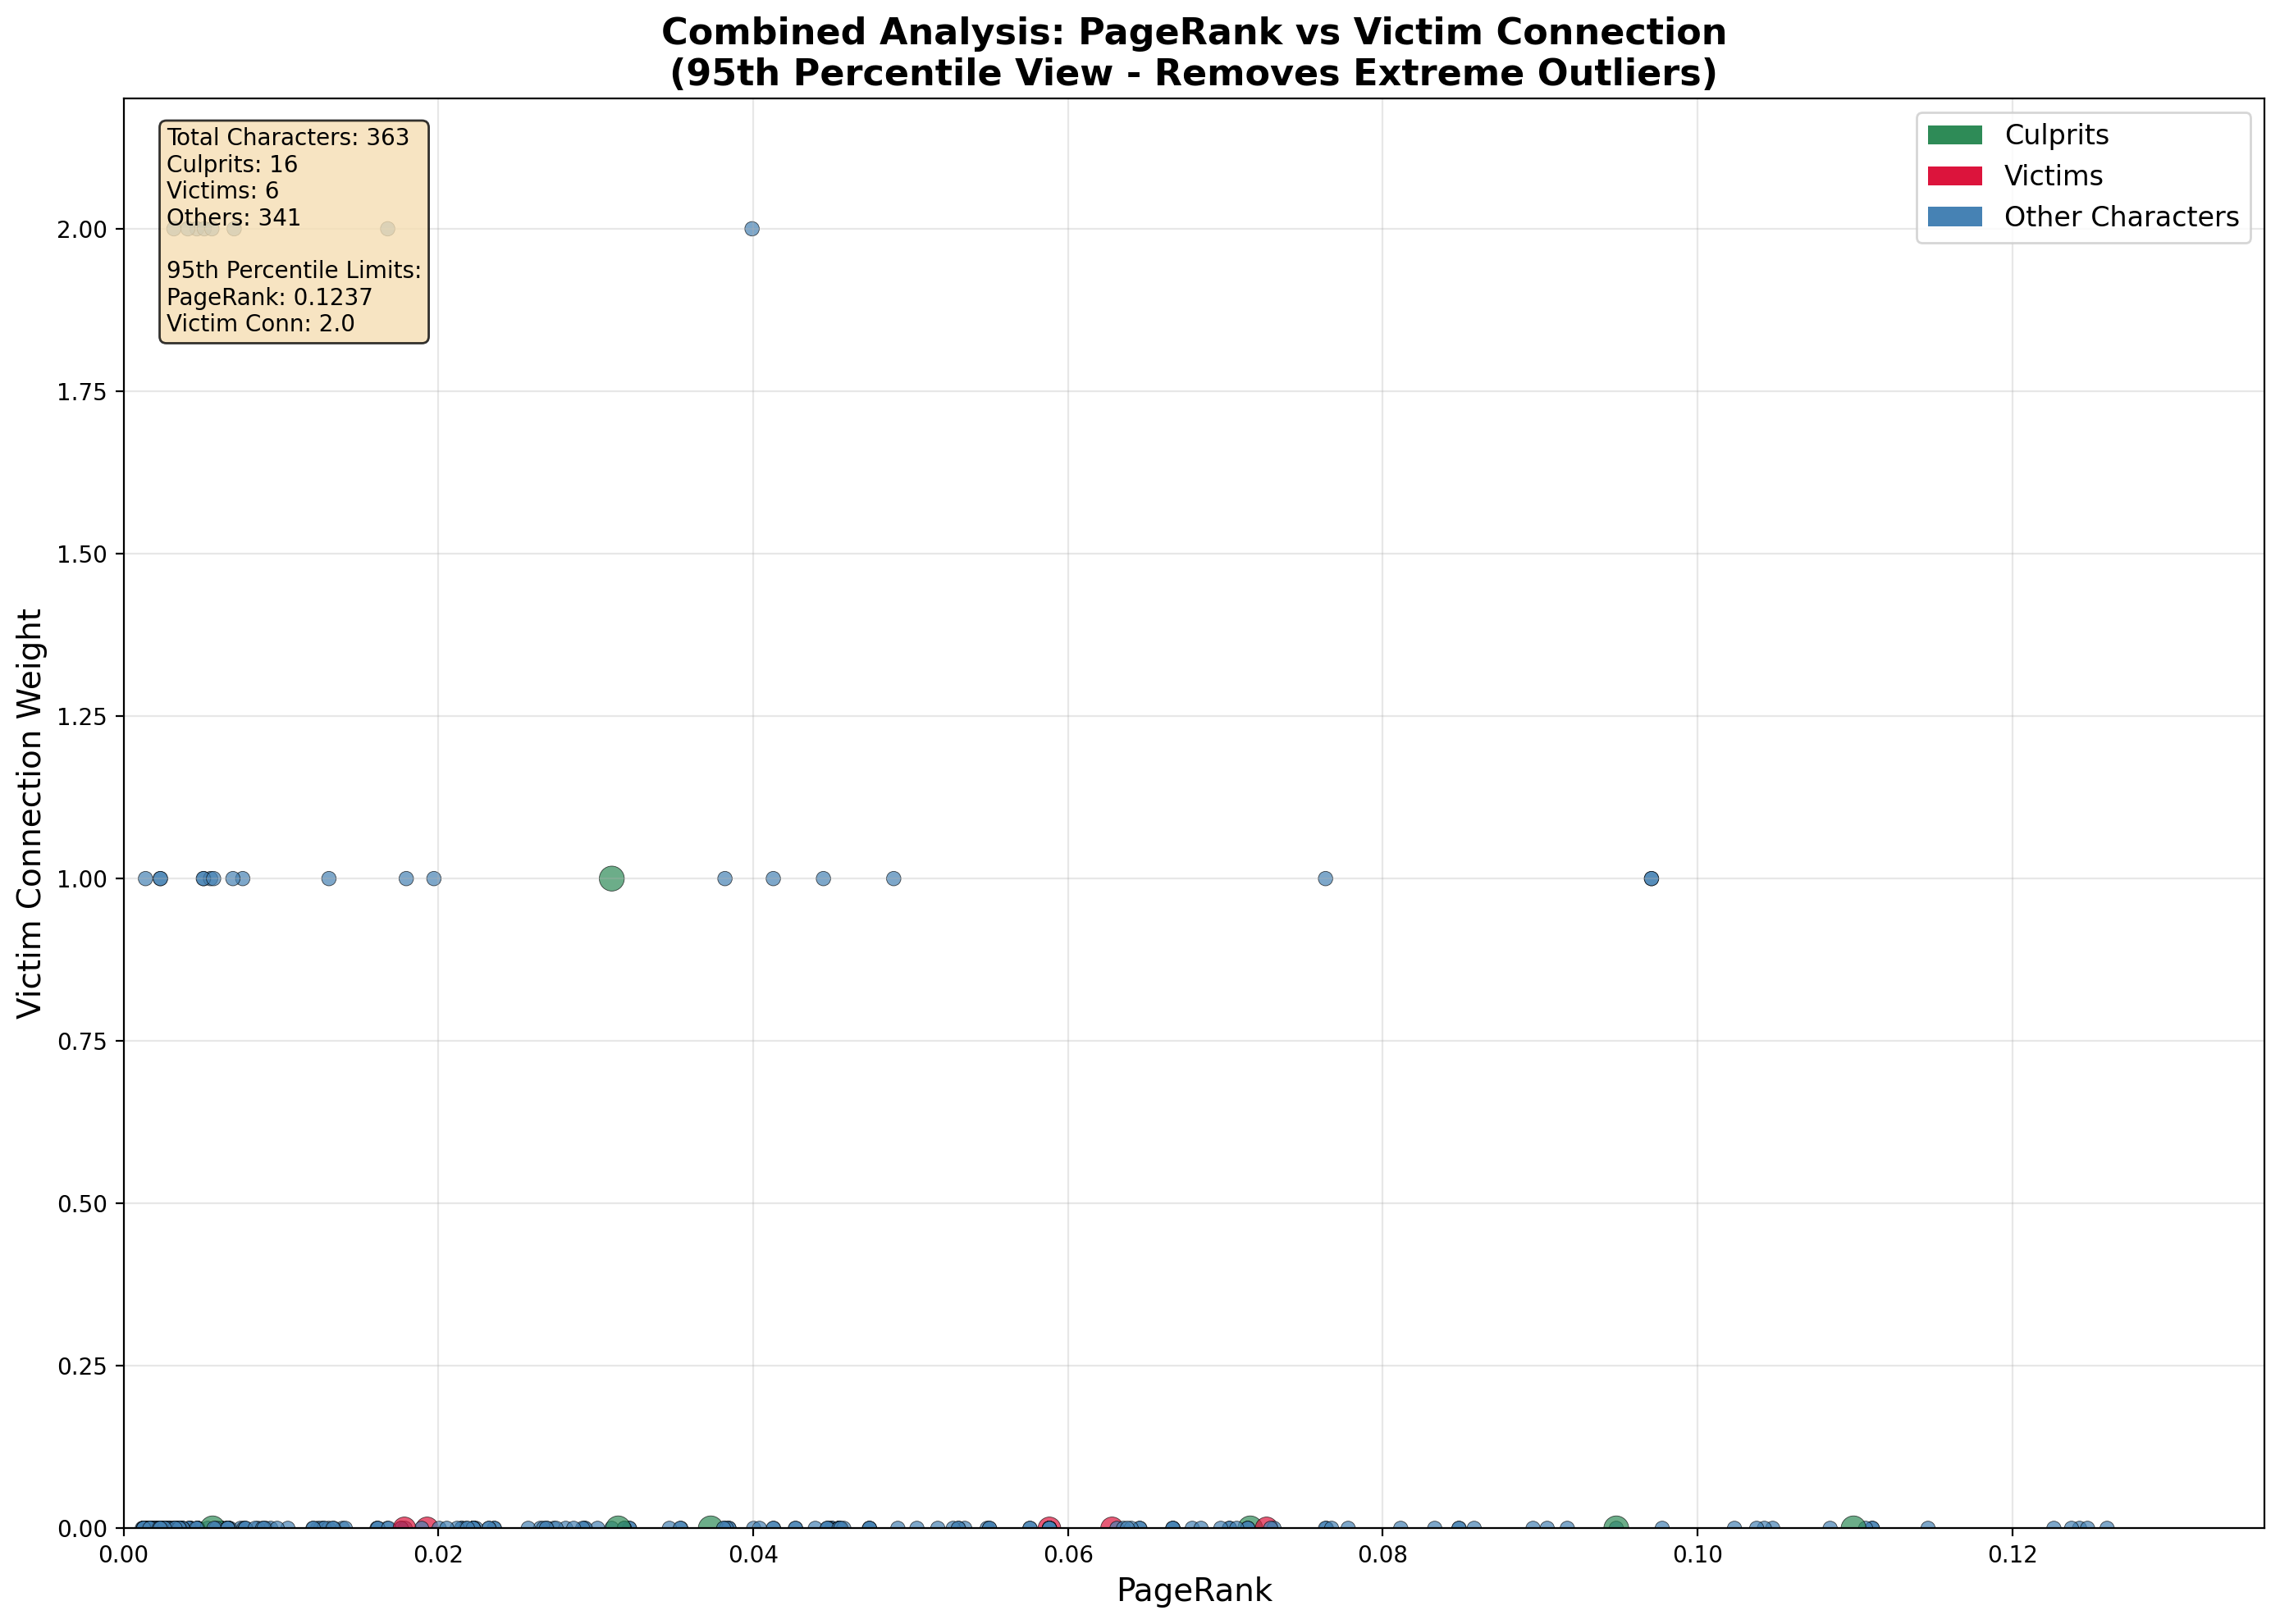 Combined Analysis: PageRank vs Victim Connection
(95th Percentile View - Removes Extreme Outliers)
Total Characters: 363
Culprits: 16
Victims: 6
Others: 341
95th Percentile Limits:
PageRank: 0.1237
Victim Conn: 2.0
Culprits
Victims
Other Characters
Victim Connection Weight
2.00
1.75
1.50
1.25
1.00
0.75
0.50
0.25
0.00
0.00
0.02
0.04
0.06
0.08
0.10
0.12
PageRank